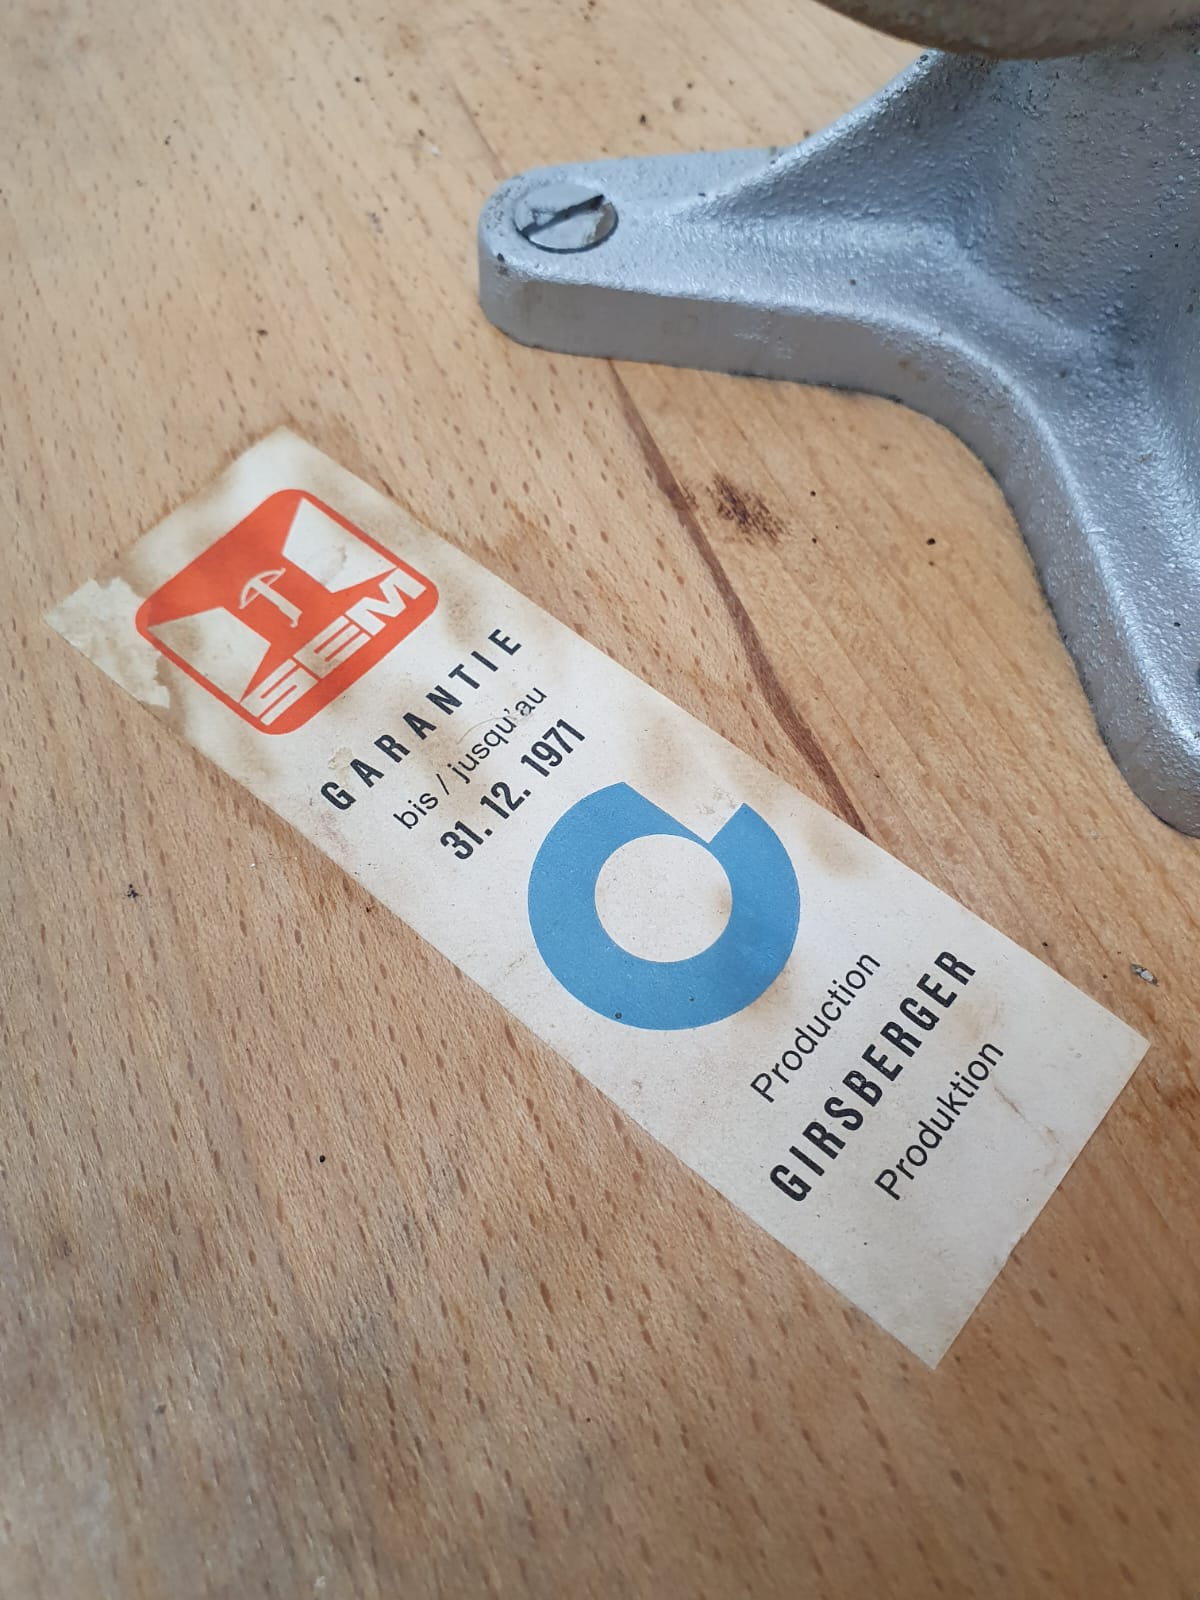 SEM
GARANTIE
bis / jusqu'au
31. 12. 1971
Production
GIRSBERGER
Produktion